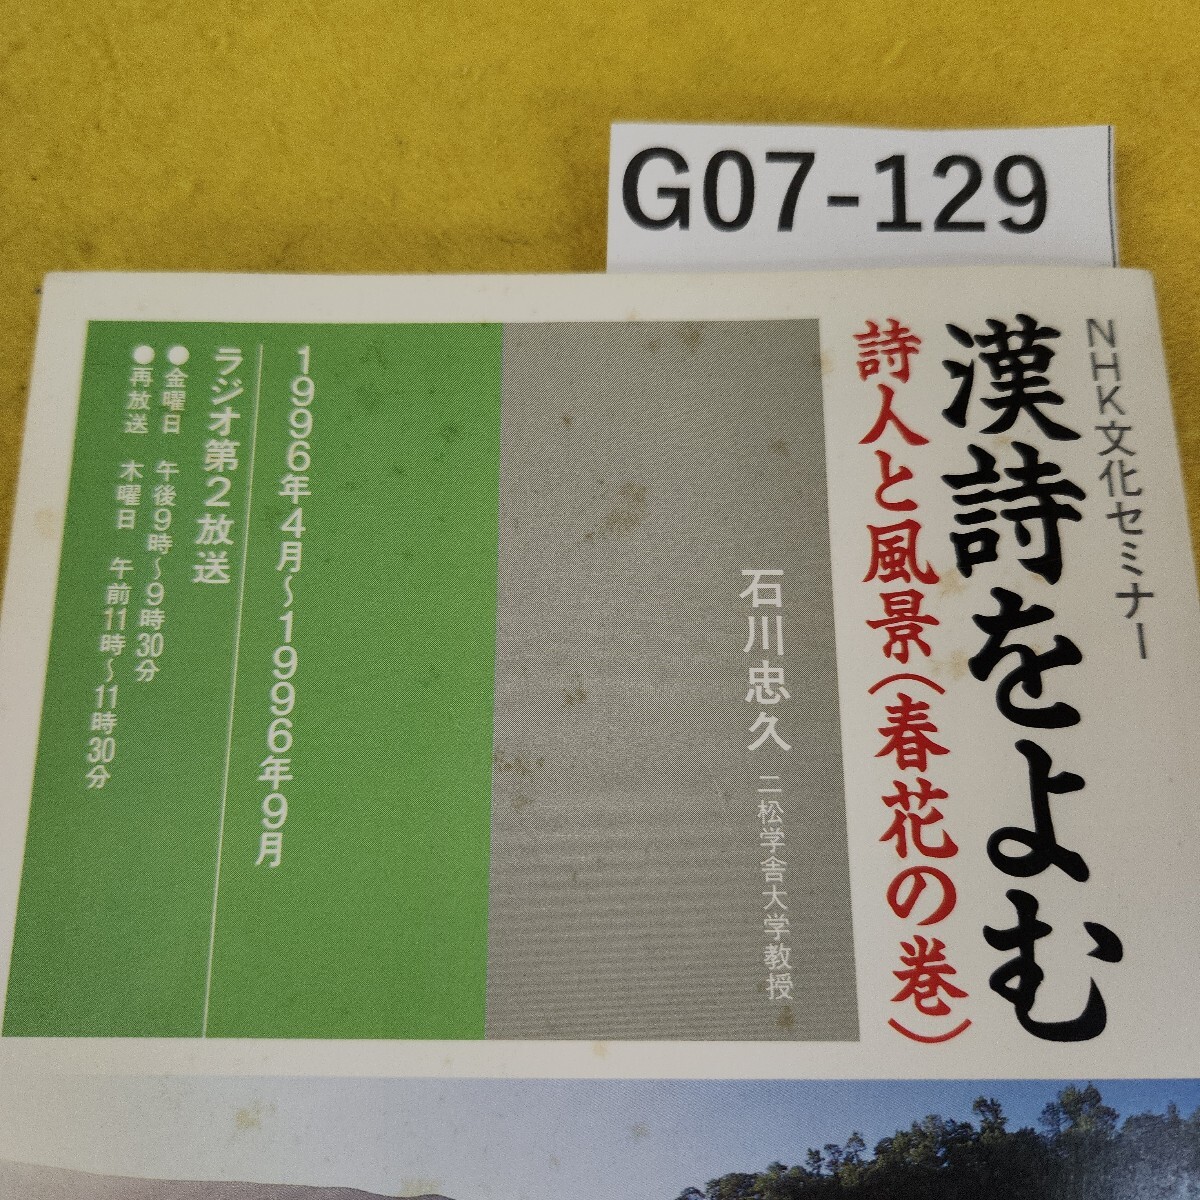 G07-129
NHK文化セミナー
漢詩をよむ
詩人と風景(春花の巻)
石川忠久 二松学舎大学教授
1996年4月〜1996年9月
ラジオ第2放送
●金曜日 午後9時〜9時30分
●再放送 木曜日 午前11時〜11時30分